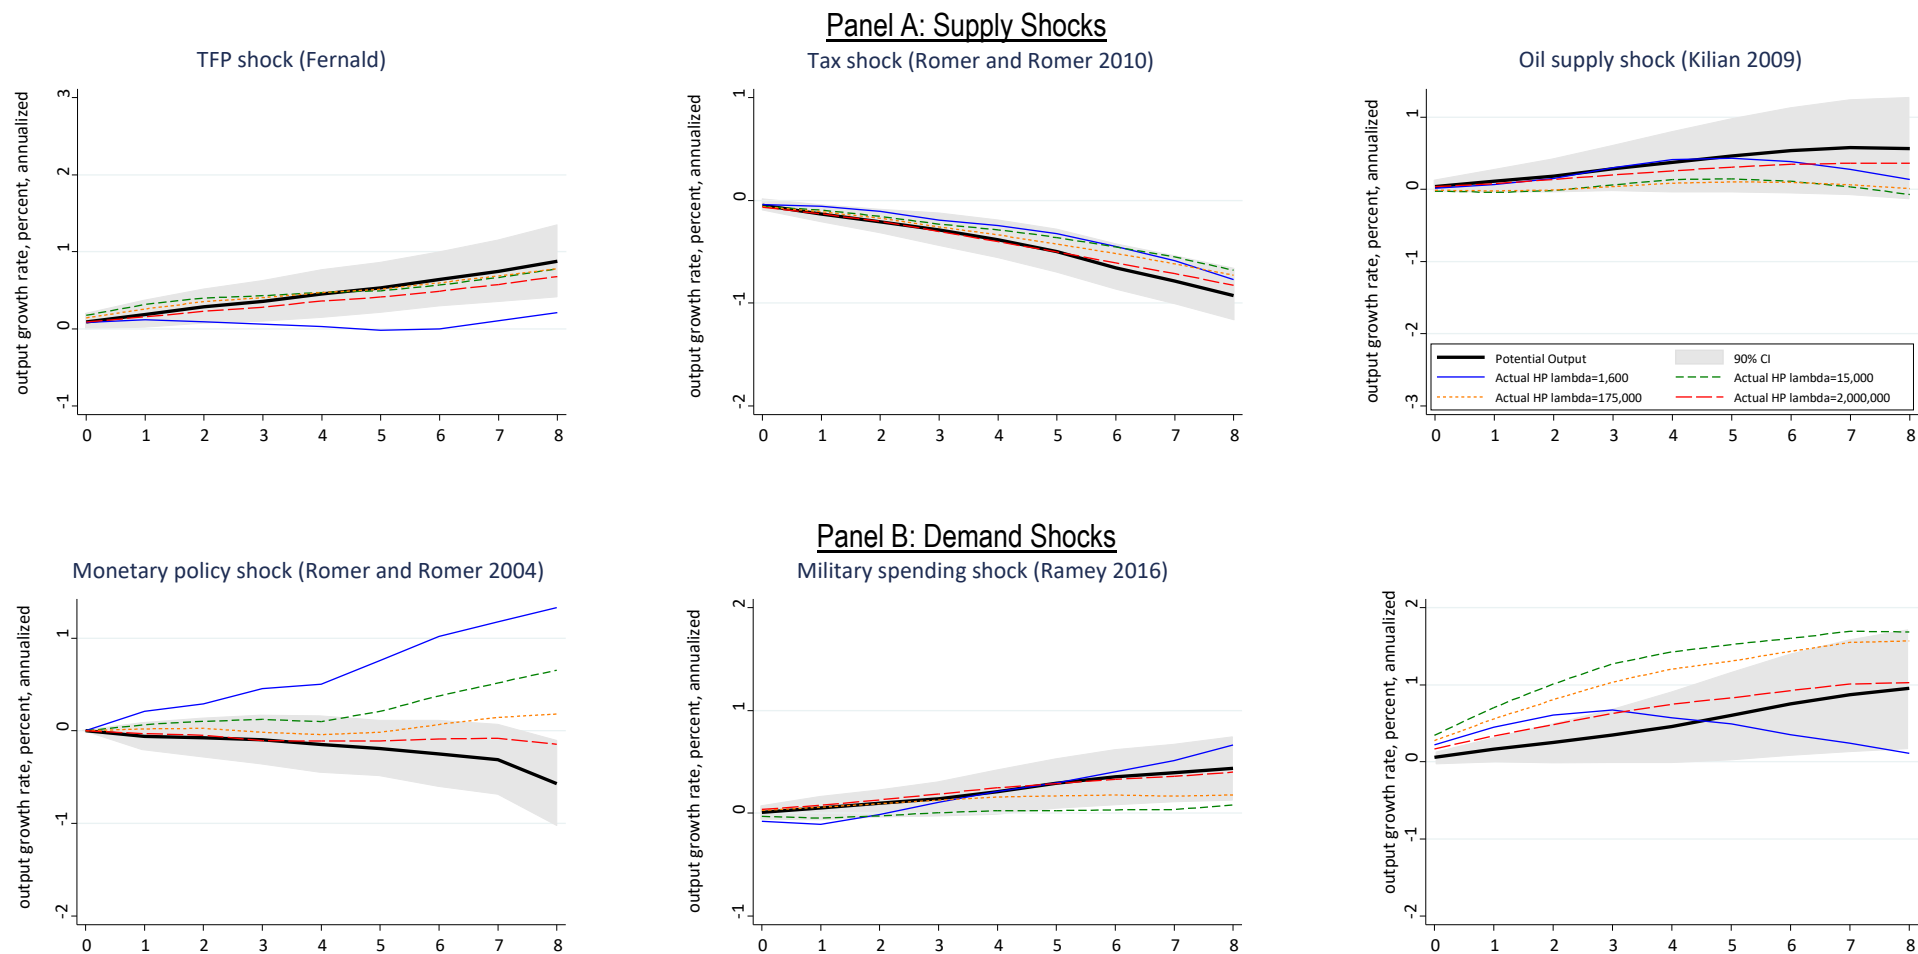 Panel A: Supply Shocks
TFP shock (Fernald)
Tax shock (Romer and Romer 2010)
Oil supply shock (Kilian 2009)
output growth rate, percent, annualized
3
2
1
0
-1
0 1 2 3 4 5 6 7 8
output growth rate, percent, annualized
1
0
-1
-2
0 1 2 3 4 5 6 7 8
output growth rate, percent, annualized
1
0
-1
-2
-3
Potential Output
90% CI
Actual HP lambda=1,600
Actual HP lambda=15,000
Actual HP lambda=175,000
Actual HP lambda=2,000,000
0 1 2 3 4 5 6 7 8
Panel B: Demand Shocks
Monetary policy shock (Romer and Romer 2004)
Military spending shock (Ramey 2016)
output growth rate, percent, annualized
1
0
-1
-2
0 1 2 3 4 5 6 7 8
output growth rate, percent, annualized
2
1
0
-1
0 1 2 3 4 5 6 7 8
output growth rate, percent, annualized
2
1
0
-1
-2
0 1 2 3 4 5 6 7 8